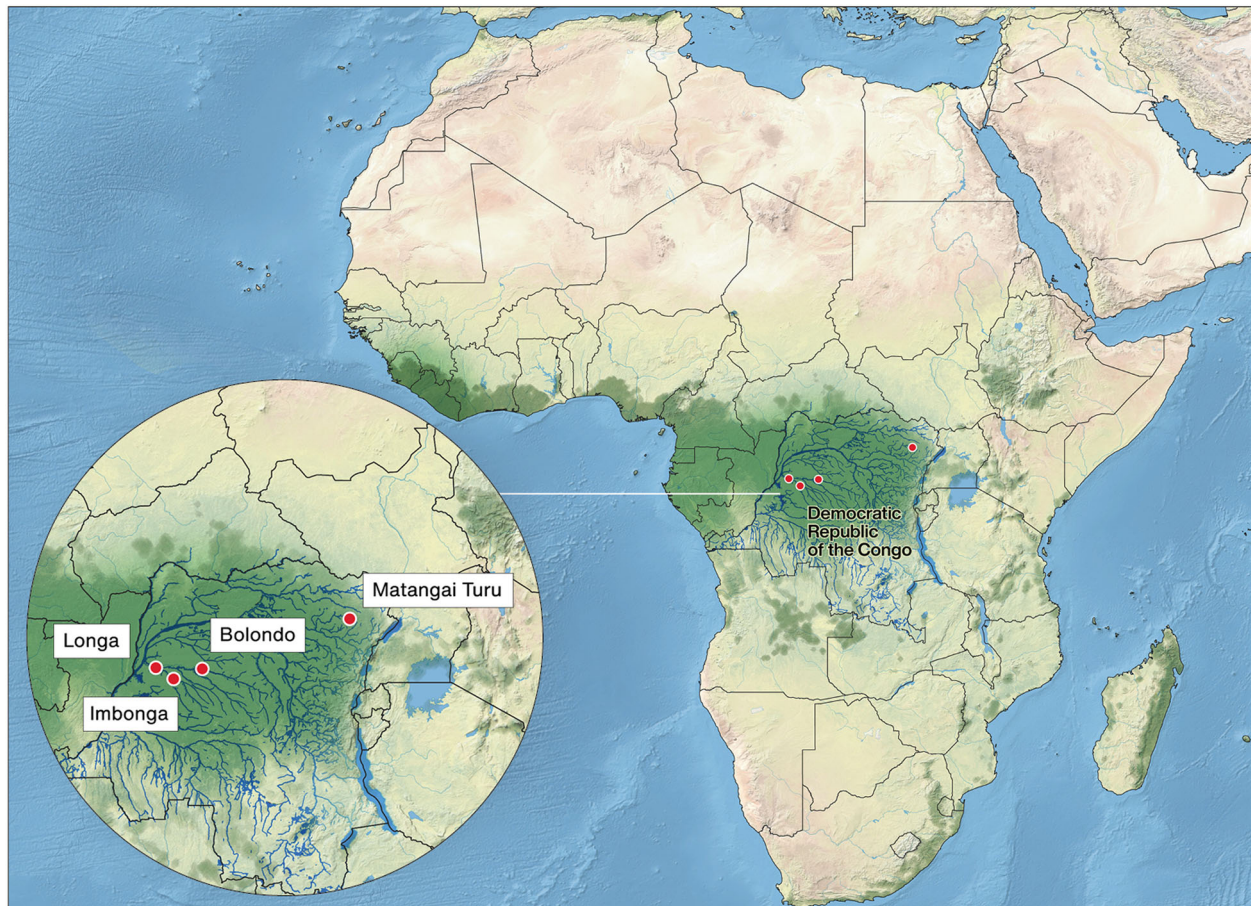 Democratic
Republic
of the Congo
Matangai Turu
Longa
Bolondo
Imbonga